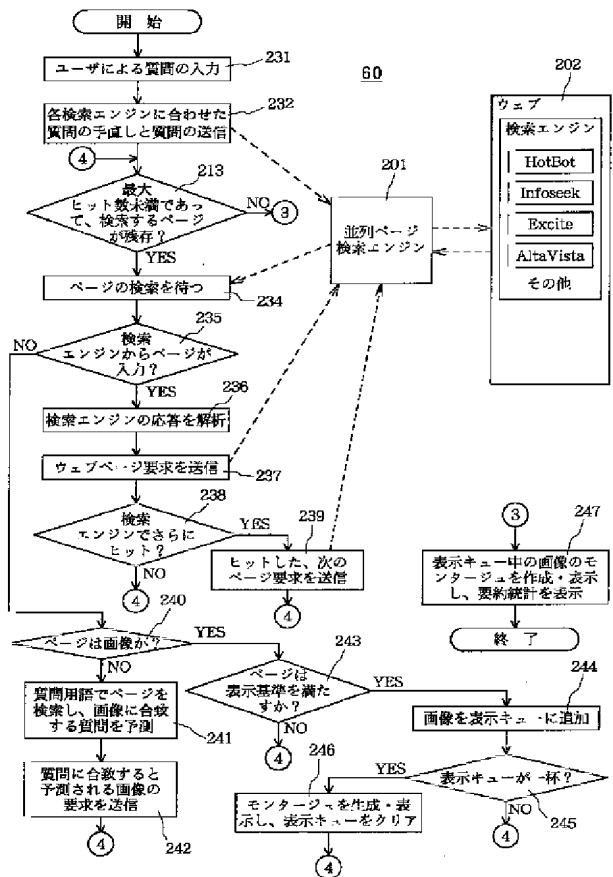 開 始
ユーザによる質問の入力
231
60
各検索エンジンに合わせた
質問の手直しと質問の送信
232
202
ウェブ
検索エンジン
HotBot
Infoseek
Excite
AltaVista
その他
4
最大
ヒット数未満であっ
て、検索するページ
が残存?
213
NO
3
YES
201
並列ページ
検索エンジン
ページの検索を待つ
234
検索
エンジンからページが
入力?
235
NO
YES
検索エンジンの応答を解析
236
ウェブページ要求を送信
237
検索
エンジンでさらに
ヒット?
238
YES
NO
4
239
ヒットした、次の
ページ要求を送信
4
3
247
表示キュー中の画像のモ
ンタージュを作成・表示
し、要約統計を表示
終 了
ページは画像か?
240
YES
NO
質問用語でページを
検索し、画像に合致
する質問を予測
241
質問に合致すると
予測される画像の
要求を送信
242
4
ページは
表示基準を満た
すか?
243
YES
NO
4
244
画像を表示キューに追加
表示キューが一杯?
245
YES
NO
4
246
モンタージュを生成・表
示し、表示キューをクリア
4